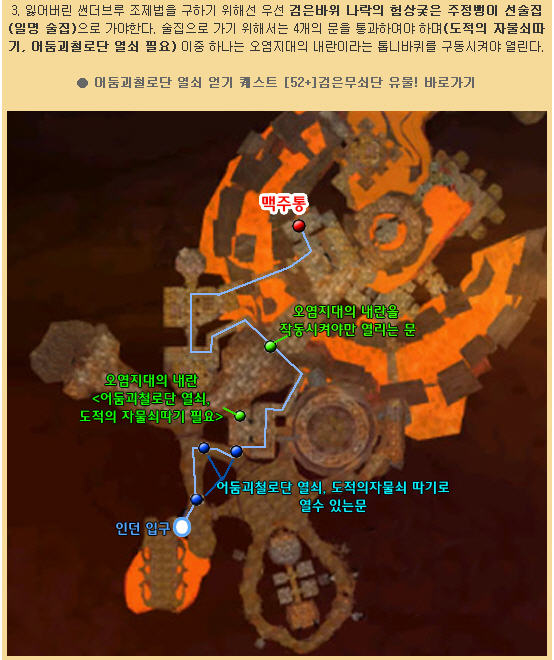 3. 잃어버린 썬더브루 조제법을 구하기 위해선 우선 검은바위 나락의 험상궂은 주정뱅이 선술집
(일명 술집)으로 가야한다. 술집으로 가기 위해서는 4개의 문을 통과하여야 하며(도적의 자물쇠따
기, 어둠괴철로단 열쇠 필요) 이중 하나는 오염지대의 내란이라는 톱니바퀴를 구동시켜야 열린다.
● 어둠괴철로단 열쇠 얻기 퀘스트 [52+]검은무쇠단 유물! 바로가기
맥주통
오염지대의 내란을
작동시켜야만 열리는 문
오염지대의 내란
<어둠괴철로단 열쇠,
도적의 자물쇠따기 필요>
어둠괴철로단 열쇠, 도적의자물쇠 따기로
열수 있는문
인던 입구